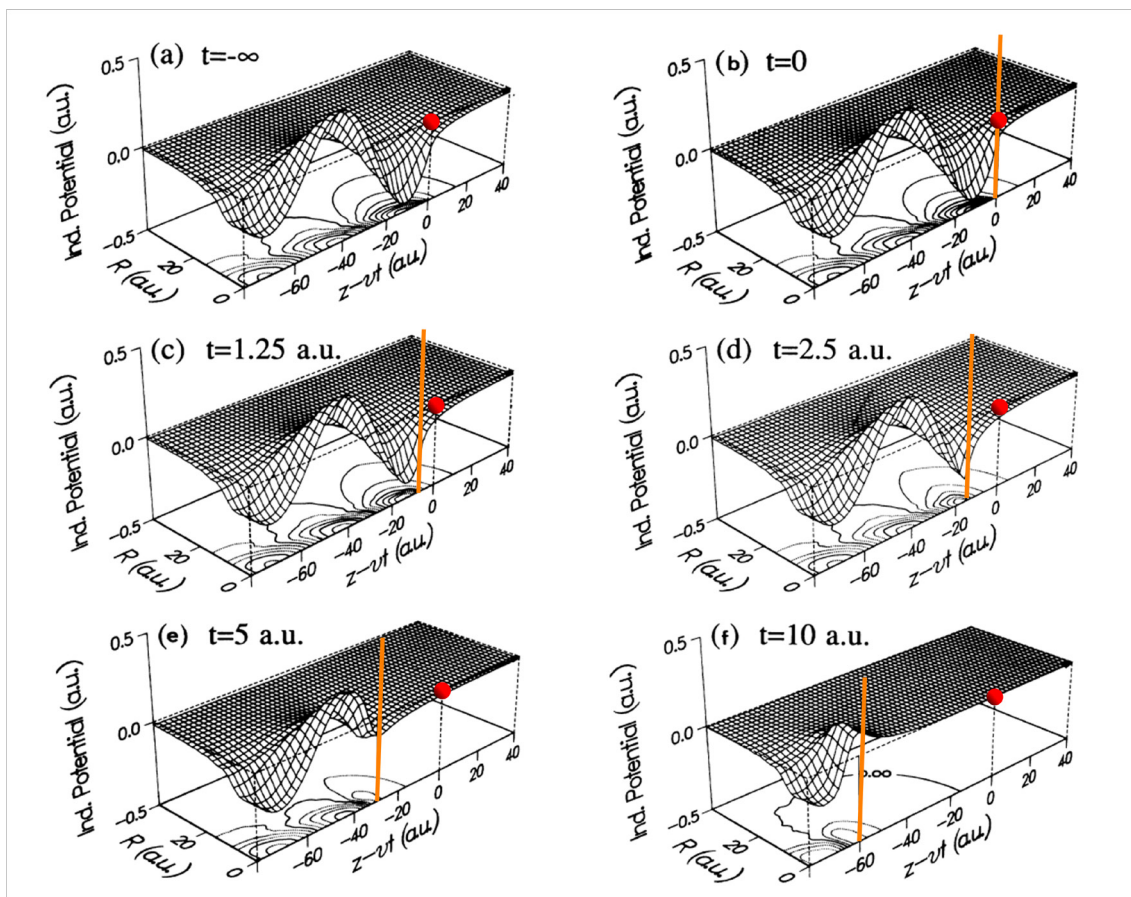 (a) t=-∞
Ind. Potential (a.u.)
0.5
0.0
-0.5
R (a.u.)
20
0
z-vt (a.u.)
-60
-40
-20
0
20
40
(b) t=0
Ind. Potential (a.u.)
0.5
0.0
-0.5
R (a.u.)
20
0
z-vt (a.u.)
-60
-40
-20
0
20
40
(c) t=1.25 a.u.
Ind. Potential (a.u.)
0.5
0.0
-0.5
R (a.u.)
20
0
z-vt (a.u.)
-60
-40
-20
0
20
40
(d) t=2.5 a.u.
Ind. Potential (a.u.)
0.5
0.0
-0.5
R (a.u.)
20
0
z-vt (a.u.)
-60
-40
-20
0
20
40
(e) t=5 a.u.
Ind. Potential (a.u.)
0.5
0.0
-0.5
R (a.u.)
20
0
z-vt (a.u.)
-60
-40
-20
0
20
40
(f) t=10 a.u.
Ind. Potential (a.u.)
0.5
0.0
-0.5
R (a.u.)
20
0
z-vt (a.u.)
-60
-40
-20
0
20
40
0.00